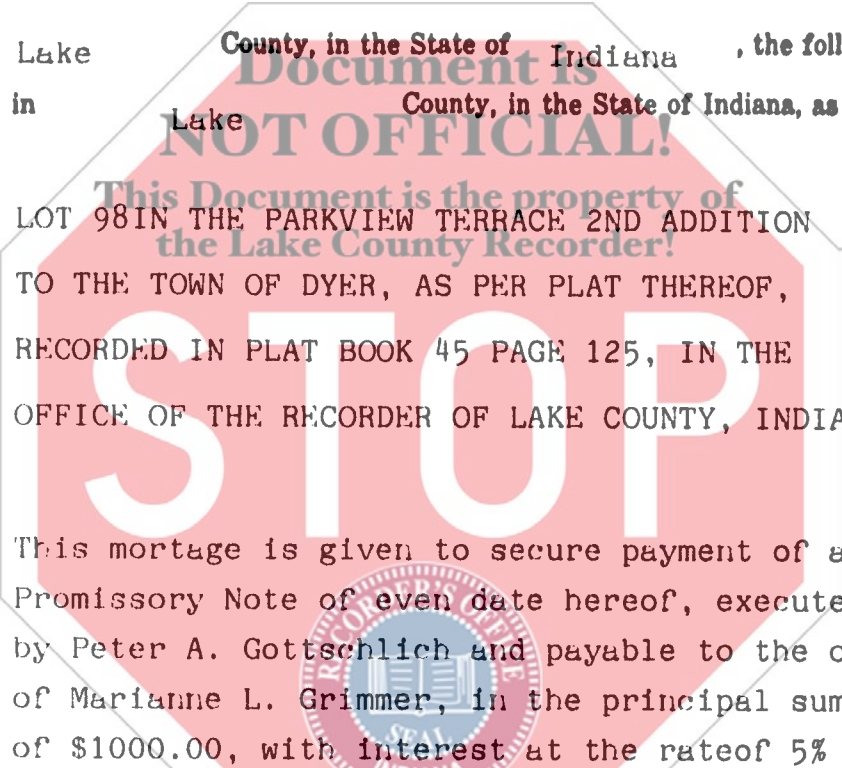 Lake County, in the State of Indiana , the foll
Document is
in Lake County, in the State of Indiana, as
NOT OFFICIAL!
This Document is the property of
LOT 98IN THE PARKVIEW TERRACE 2ND ADDITION
the Lake County Recorder!
TO THE TOWN OF DYER, AS PER PLAT THEREOF,
RECORDED IN PLAT BOOK 45 PAGE 125, IN THE
OFFICE OF THE RECORDER OF LAKE COUNTY, INDIA
STOP
This mortage is given to secure payment of a
Promissory Note of even date hereof, execute
by Peter A. Gottschlich and payable to the o
of Marianne L. Grimmer, in the principal sum
of $1000.00, with interest at the rateof 5%
RECORDER'S OFFICE
SEAL